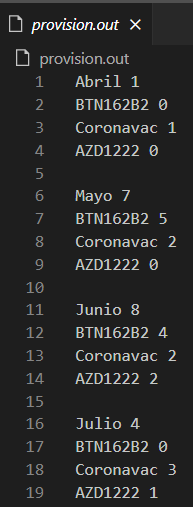 provision.out
provision.out
1 Abril 1
2 BTN162B2 0
3 Coronavac 1
4 AZD1222 0
5
6 Mayo 7
7 BTN162B2 5
8 Coronavac 2
9 AZD1222 0
10
11 Junio 8
12 BTN162B2 4
13 Coronavac 2
14 AZD1222 2
15
16 Julio 4
17 BTN162B2 0
18 Coronavac 3
19 AZD1222 1